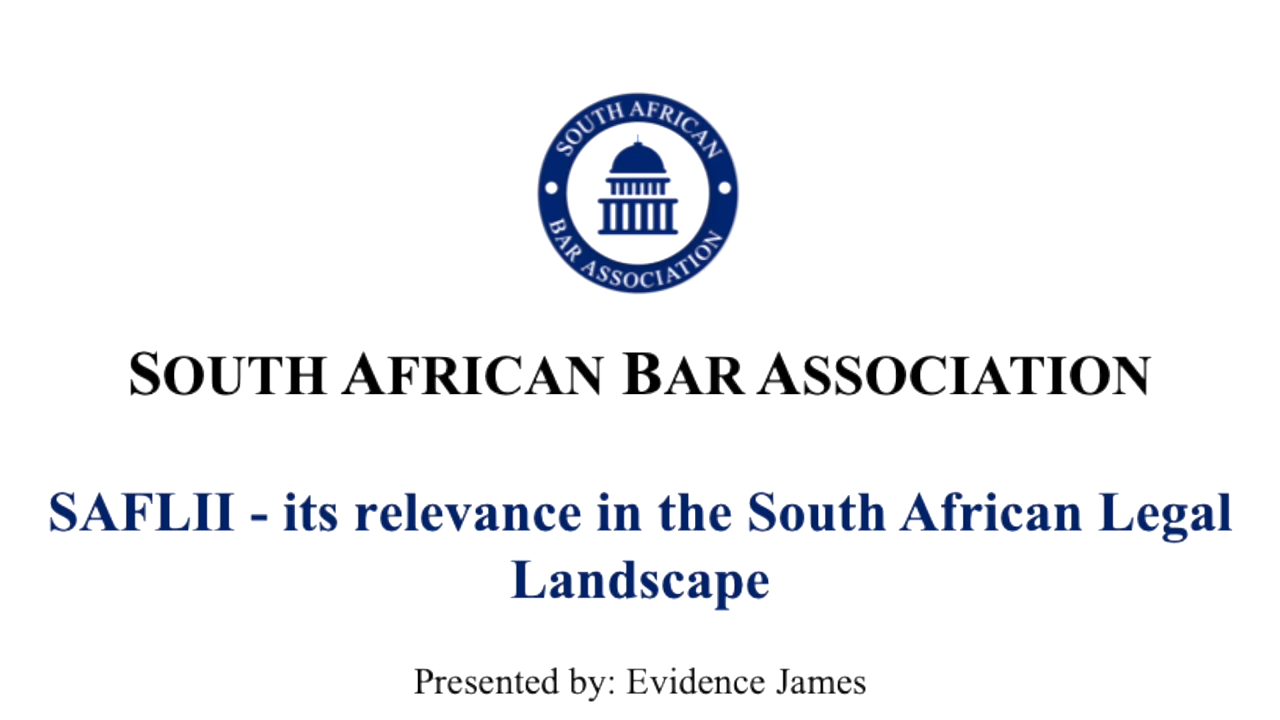 SOUTH AFRICAN
BAR ASSOCIATION
SOUTH AFRICAN BAR ASSOCIATION
SAFLII - its relevance in the South African Legal
Landscape
Presented by: Evidence James